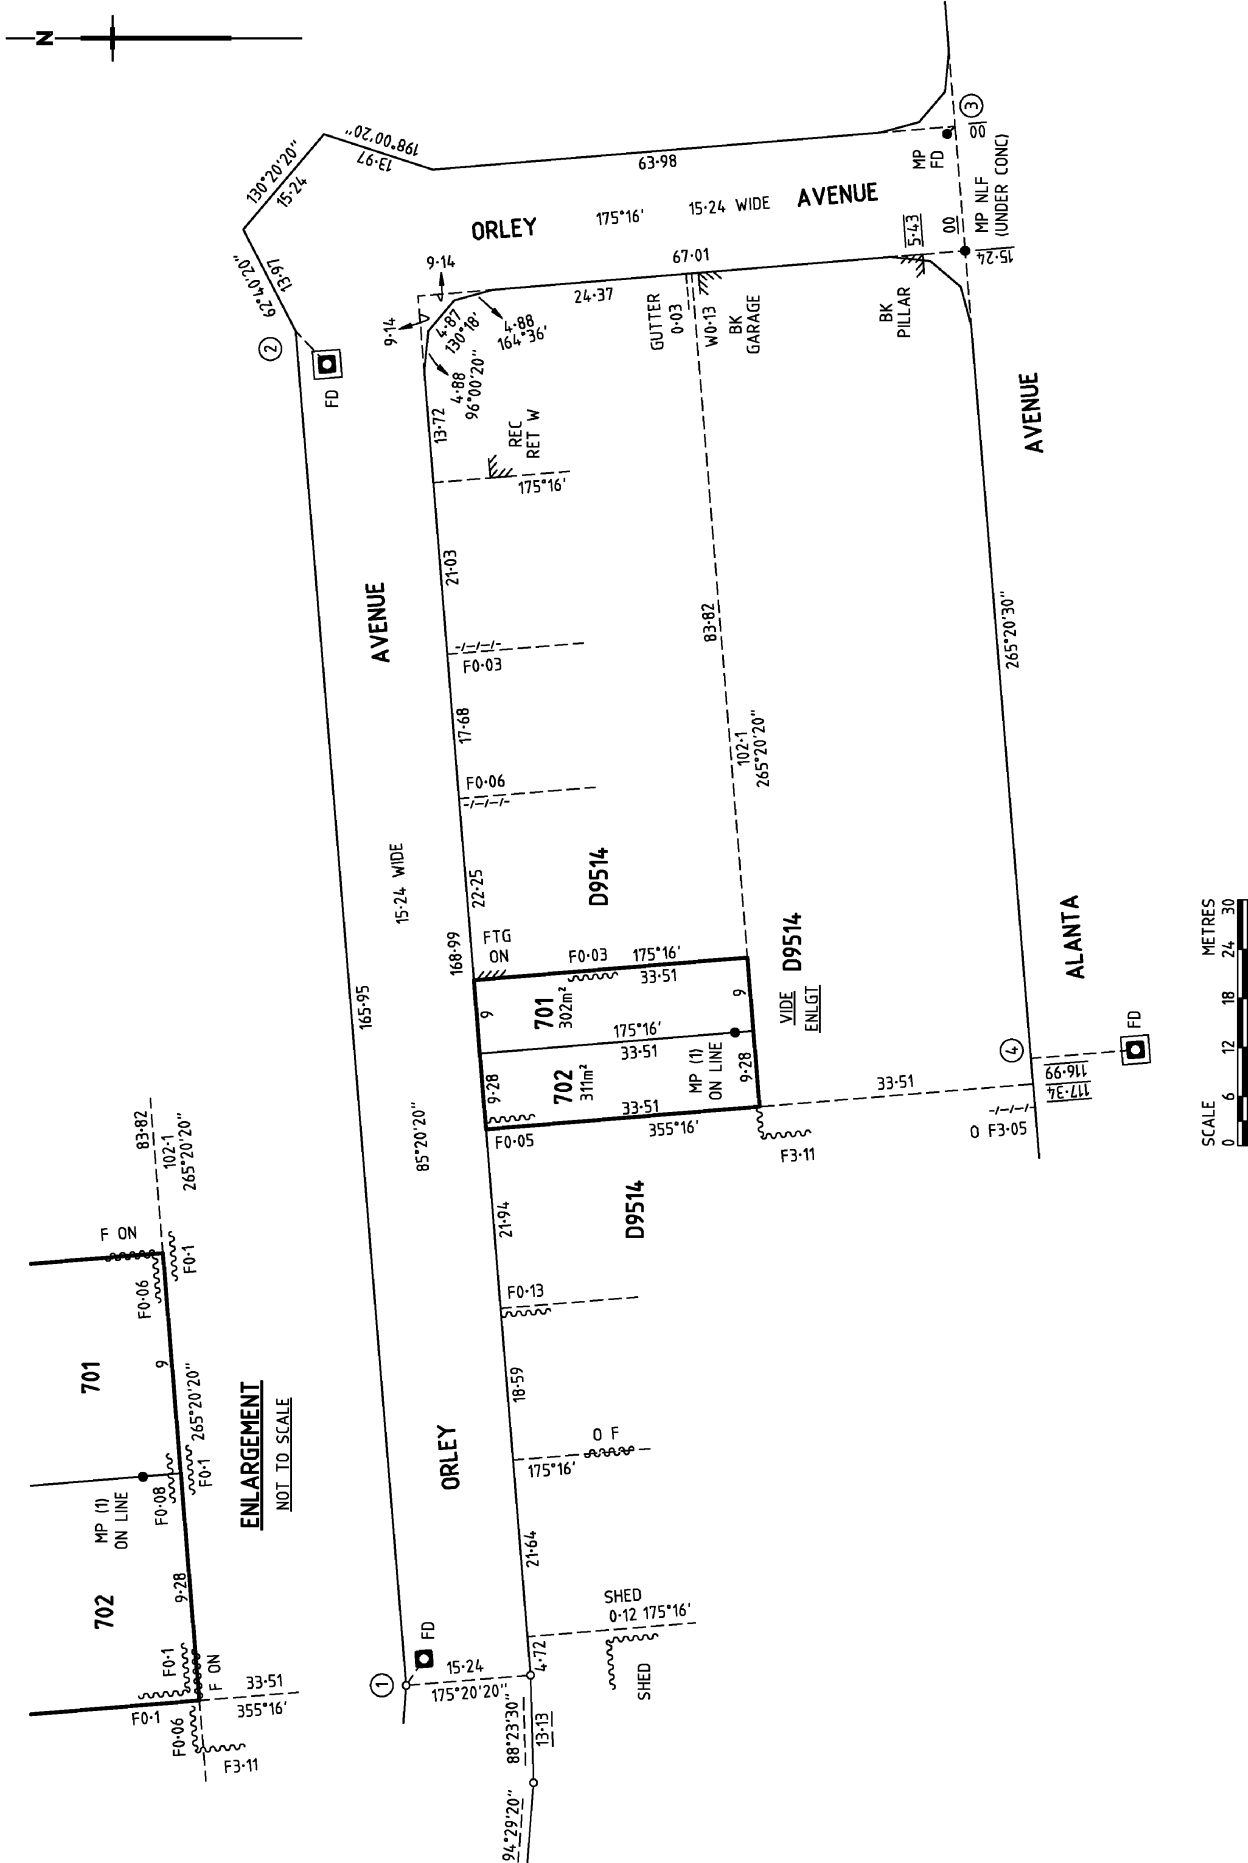 N
130°20'20"
15·24
198°00'20"
13·97
62°40'20"
13·97
63·86
ORLEY
175°16'
15·24 WIDE
AVENUE
MP
FD
3
00
MP NLF
(UNDER CONC)
00
15·24
5·43
67·01
2
FD
9·14
9·14
4·87
130°18'
4·88
164°36'
4·88
96°00'20"
24·37
GUTTER
0·03
W0·13
BK
GARAGE
BK
PILLAR
13·72
REC
RET W
175°16'
AVENUE
21·03
F0·03
83·82
265°20'30"
AVENUE
17·68
F0·06
102·1
265°20'20"
15·24 WIDE
22·25
D9514
168·99
FTG
ON
F0·03
175°16'
33·51
165·95
9
701
302m²
175°16'
33·51
9
VIDE
ENLGT
D9514
ALANTA
9·28
702
311m²
MP (1)
ON LINE
9·28
33·51
355°16'
F0·05
F3·11
33·51
4
116·99
117·34
O F3·05
FD
SCALE
METRES
0
6
12
18
24
30
85°20'20"
21·94
D9514
F0·13
18·59
O F
175°16'
ORLEY
21·64
SHED
0·12 175°16'
SHED
4·72
1
FD
15·24
175°20'20"
88°23'30"
13·13
94°29'20"
83·82
102·1
265°20'20"
F ON
F0·1
F0·06
701
9
265°20'20"
ENLARGEMENT
NOT TO SCALE
MP (1)
ON LINE
F0·08
F0·1
702
9·28
F0·1
F ON
33·51
355°16'
F0·1
F0·06
F3·11